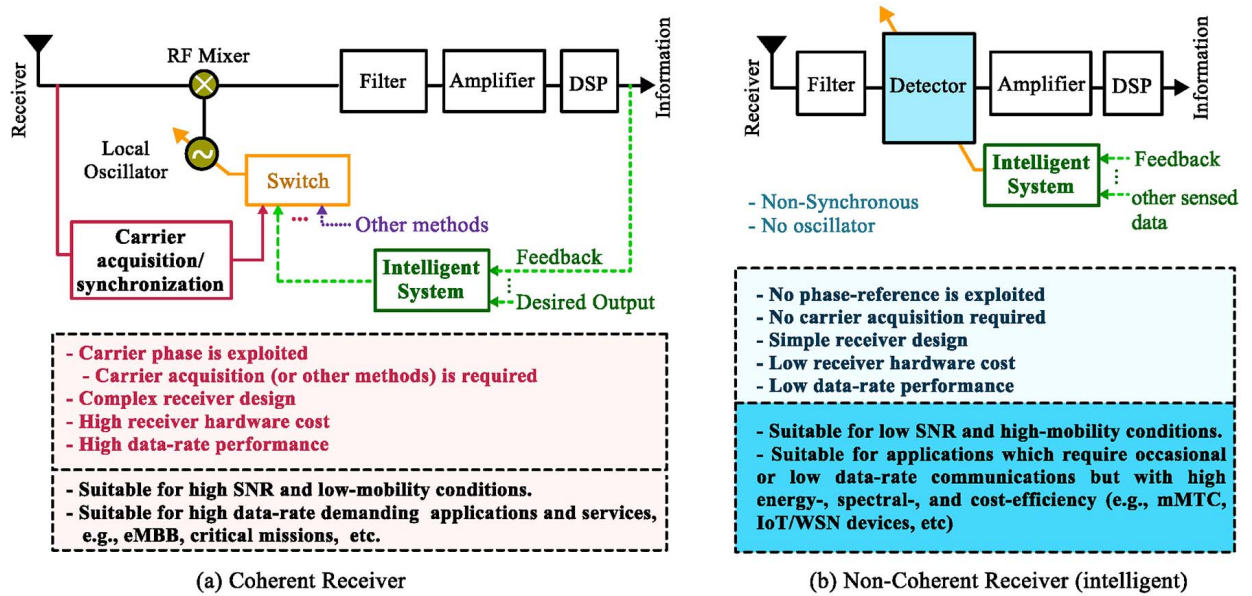 Receiver
RF Mixer
Local
Oscillator
Switch
Filter
Amplifier
DSP
Information
...
Other methods
Carrier
acquisition/
synchronization
Intelligent
System
Feedback
Desired Output
- Carrier phase is exploited
- Carrier acquisition (or other methods) is required
- Complex receiver design
- High receiver hardware cost
- High data-rate performance
- Suitable for high SNR and low-mobility conditions.
- Suitable for high data-rate demanding applications and services,
e.g., eMBB, critical missions, etc.
(a) Coherent Receiver
Receiver
Filter
Detector
Amplifier
DSP
Information
Intelligent
System
Feedback
other sensed
data
- Non-Synchronous
- No oscillator
- No phase-reference is exploited
- No carrier acquisition required
- Simple receiver design
- Low receiver hardware cost
- Low data-rate performance
- Suitable for low SNR and high-mobility conditions.
- Suitable for applications which require occasional
or low data-rate communications but with high
energy-, spectral-, and cost-efficiency (e.g., mMTC,
IoT/WSN devices, etc)
(b) Non-Coherent Receiver (intelligent)